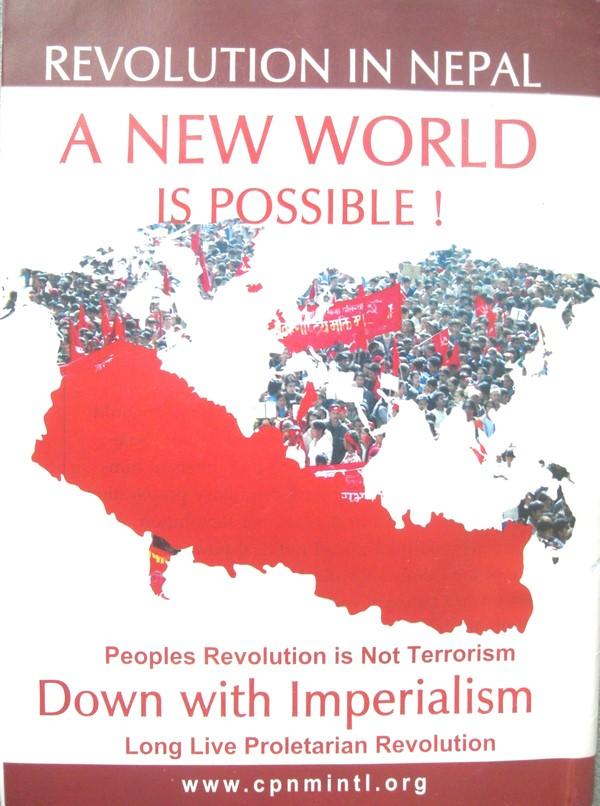 REVOLUTION IN NEPAL
A NEW WORLD
IS POSSIBLE !
Peoples Revolution is Not Terrorism
Down with Imperialism
Long Live Proletarian Revolution
www.cpnmintl.org